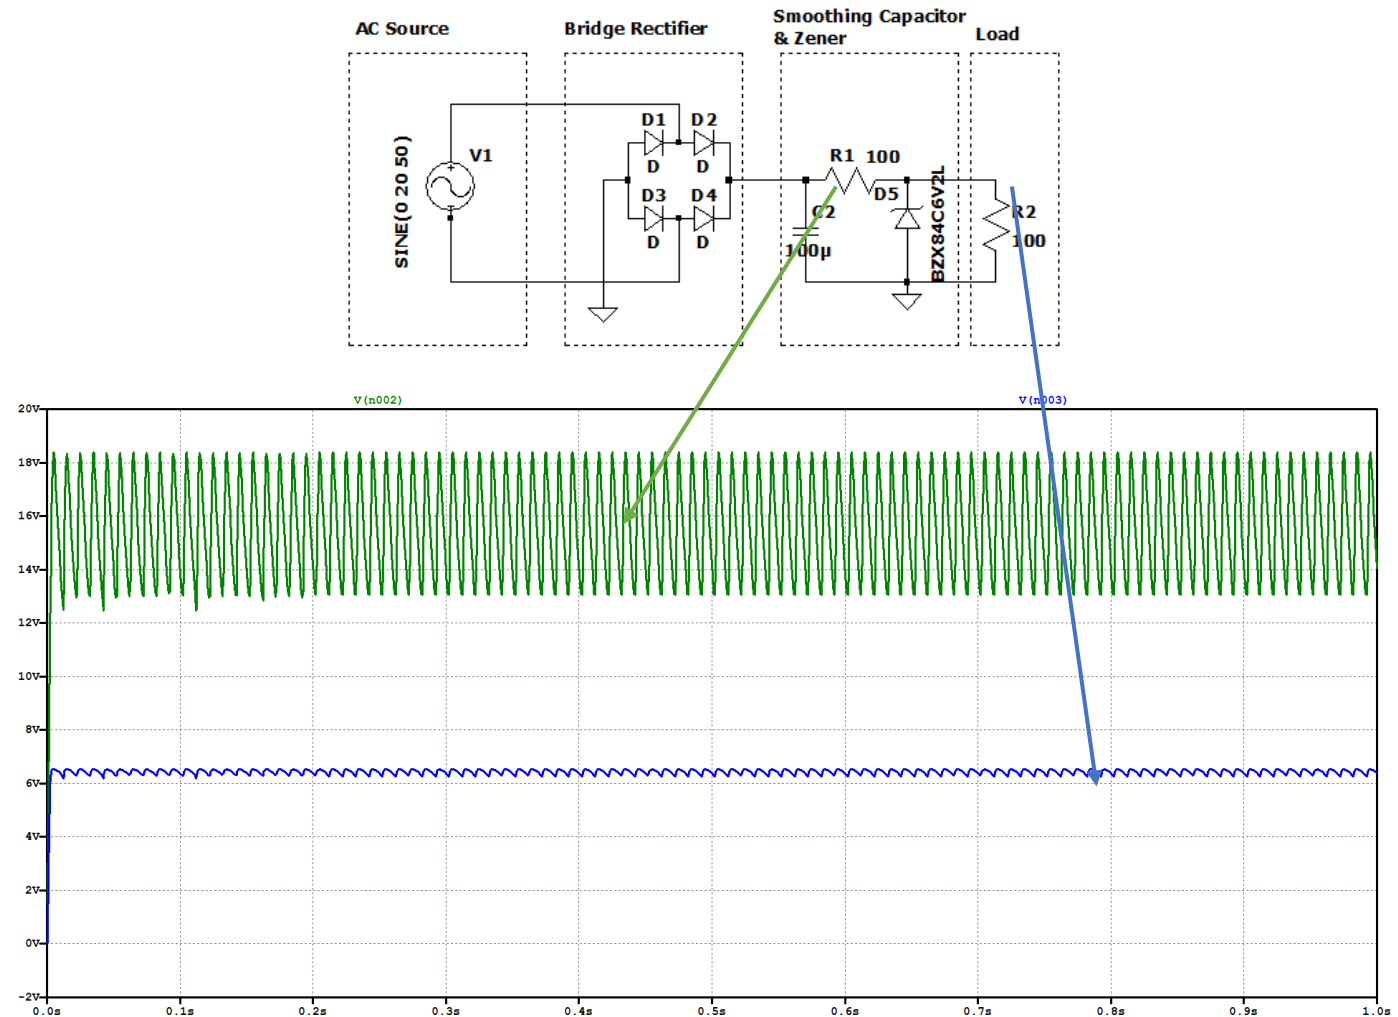 AC Source
Bridge Rectifier
Smoothing Capacitor
& Zener
Load
SINE(0 20 50)
V1
D1
D
D2
D
D3
D
D4
D
R1
100
C2
100µ
D5
BZX84C6V2L
R2
100
V(n002)
V(n003)
20V
18V
16V
14V
12V
10V
8V
6V
4V
2V
0V
-2V
0.0s
0.1s
0.2s
0.3s
0.4s
0.5s
0.6s
0.7s
0.8s
0.9s
1.0s